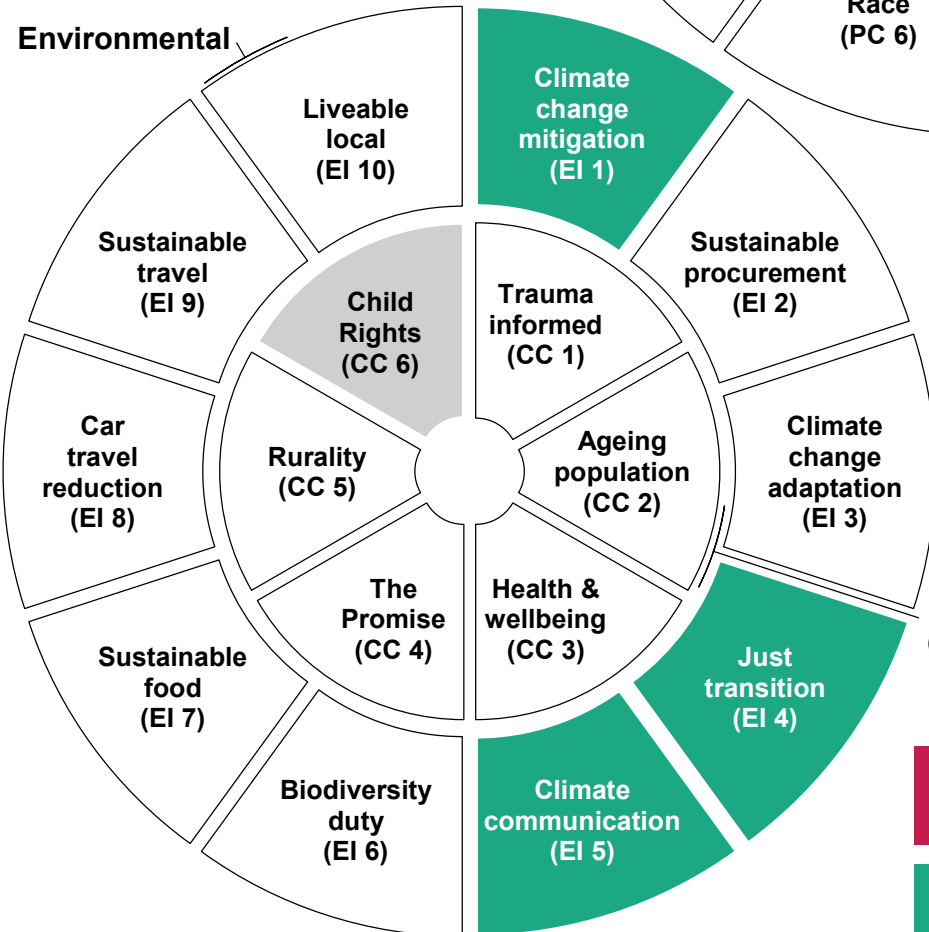 Race
(PC 6)
Environmental
Liveable
local
(EI 10)
Climate
change
mitigation
(EI 1)
Sustainable
travel
(EI 9)
Sustainable
procurement
(EI 2)
Child
Rights
(CC 6)
Trauma
informed
(CC 1)
Car
travel
reduction
(EI 8)
Rurality
(CC 5)
Ageing
population
(CC 2)
Climate
change
adaptation
(EI 3)
The
Promise
(CC 4)
Health &
wellbeing
(CC 3)
Sustainable
food
(EI 7)
Just
transition
(EI 4)
Biodiversity
duty
(EI 6)
Climate
communication
(EI 5)